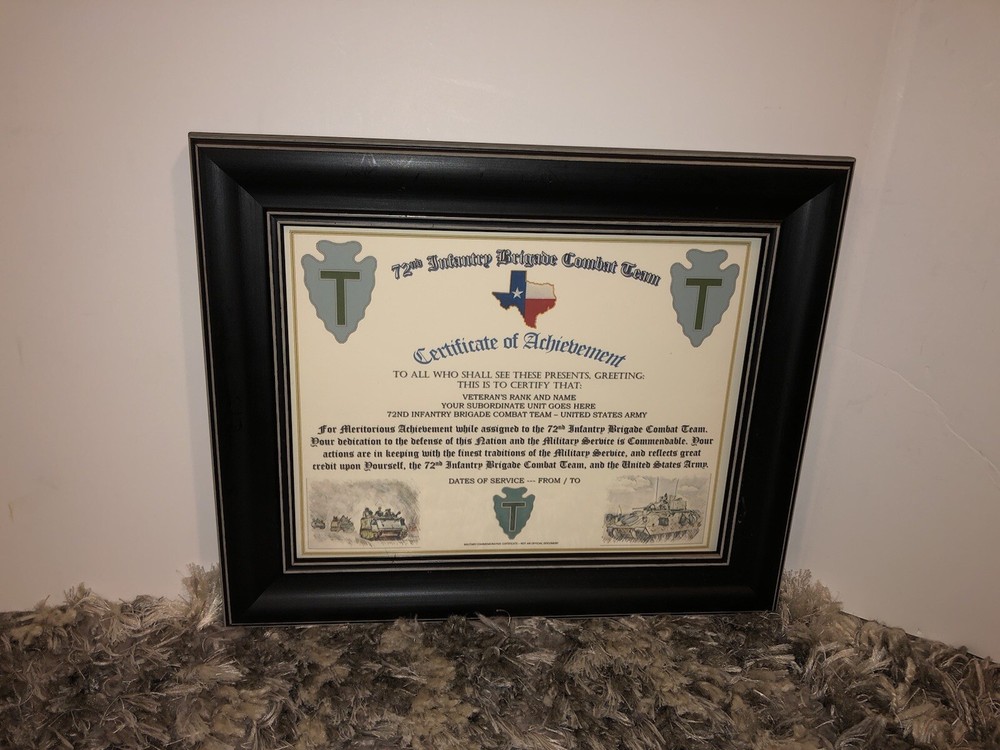 72nd Infantry Brigade Combat Team
T T
Certificate of Achievement
TO ALL WHO SHALL SEE THESE PRESENTS, GREETING:
THIS IS TO CERTIFY THAT:
VETERAN'S RANK AND NAME
YOUR SUBORDINATE UNIT GOES HERE
72ND INFANTRY BRIGADE COMBAT TEAM – UNITED STATES ARMY
For Meritorious Achievement while assigned to the 72nd Infantry Brigade Combat Team.
Your dedication to the defense of this Nation and the Military Service is Commendable. Your
actions are in keeping with the finest traditions of the Military Service, and reflects great
credit upon Yourself, the 72nd Infantry Brigade Combat Team, and the United States Army.
DATES OF SERVICE --- FROM / TO
T